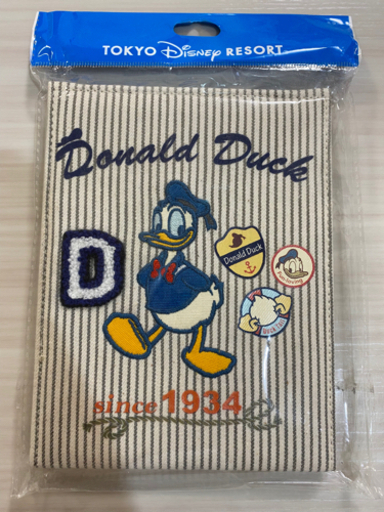 TOKYO Disney RESORT
Donald Duck
D
Donald Duck
since 1934